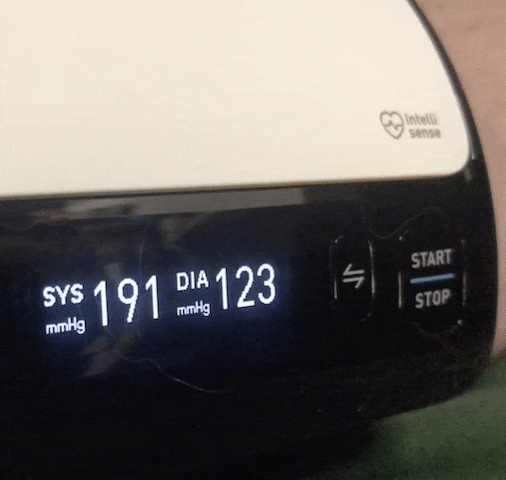 intelli
sense
SYS 191 DIA 123
mmHg mmHg
START
STOP